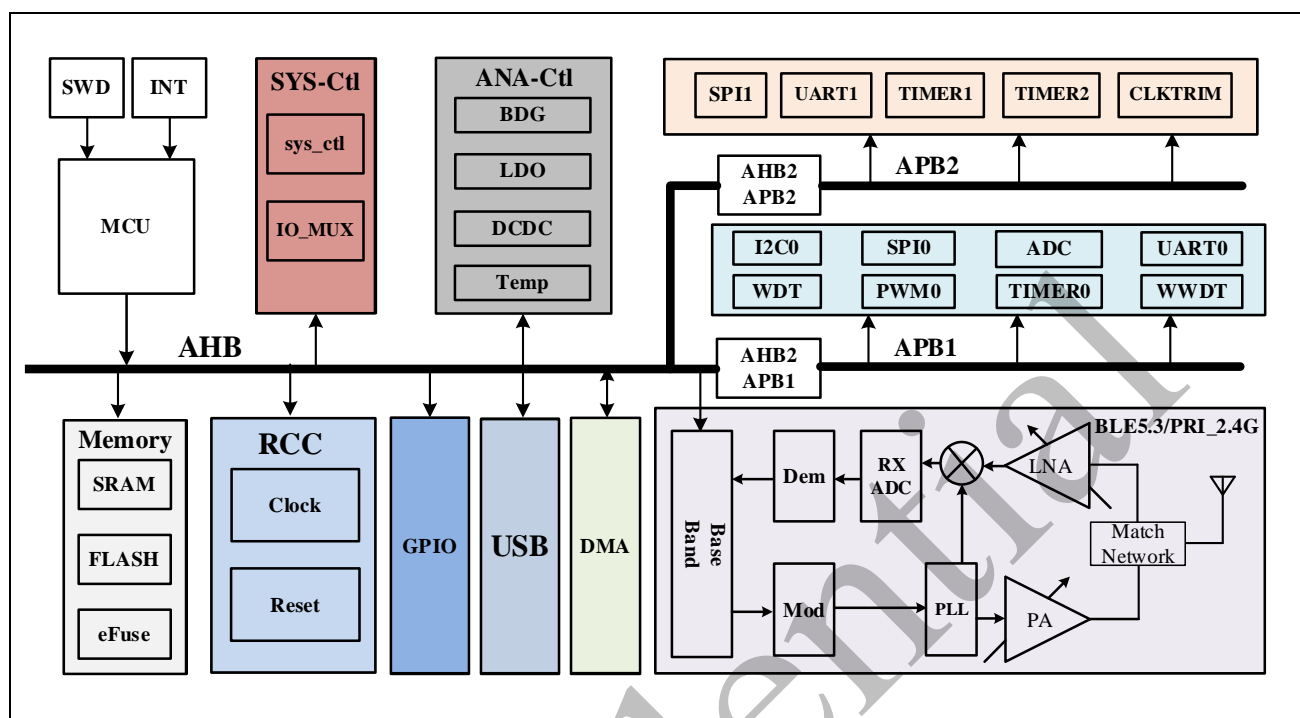 SWD
INT
MCU
SYS-Ctl
sys_ctl
IO_MUX
ANA-Ctl
BDG
LDO
DCDC
Temp
SPI1
UART1
TIMER1
TIMER2
CLKTRIM
AHB2
APB2
APB2
I2C0
SPI0
ADC
UART0
WDT
PWM0
TIMER0
WWDT
AHB
AHB2
APB1
APB1
Memory
SRAM
FLASH
eFuse
RCC
Clock
Reset
GPIO
USB
DMA
BLE5.3/PRI_2.4G
Base
Band
Dem
RX
ADC
LNA
Match
Network
Mod
PLL
PA